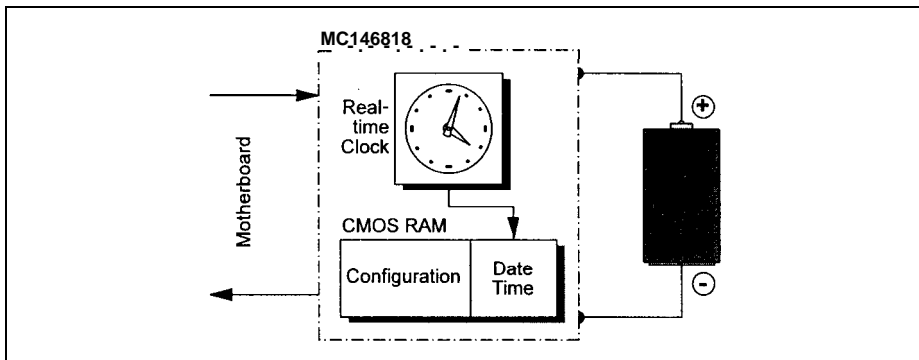 MC146818
Real-
time
Clock
Motherboard
CMOS RAM
Configuration
Date
Time
+
-